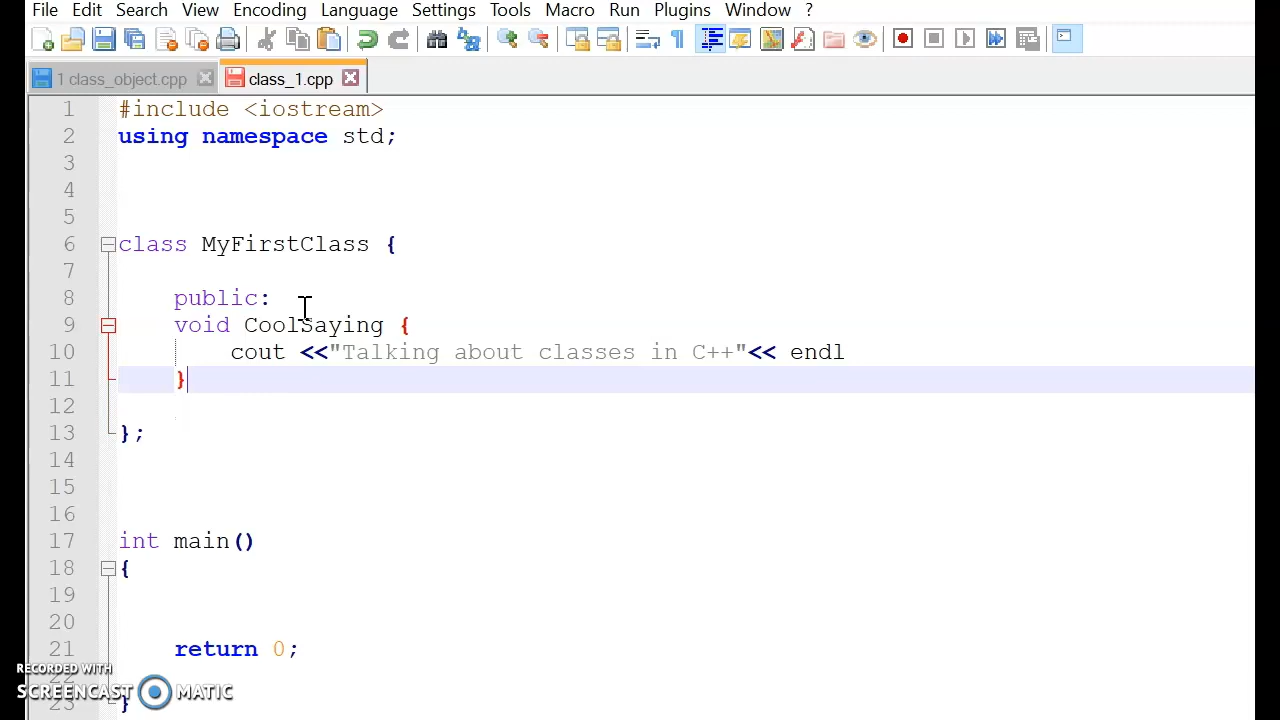 File Edit Search View Encoding Language Settings Tools Macro Run Plugins Window ?
1 class_object.cpp class_1.cpp
1 #include <iostream>
2 using namespace std;
3
4
5
6 class MyFirstClass {
7
8 public:
9 void CoolSaying {
10 cout <<"Talking about classes in C++"<< endl
11 }
12
13 };
14
15
16
17 int main()
18 {
19
20
21 return 0;
22
23 }
RECORDED WITH
SCREENCAST MATIC